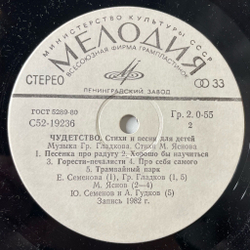 МИНИСТЕРСТВО КУЛЬТУРЫ СССР
МЕЛОДИЯ
ВСЕСОЮЗНАЯ ФИРМА ГРАМПЛАСТИНОК
СТЕРЕО
33
ЛЕНИНГРАДСКИЙ ЗАВОД
ГОСТ 5289-80
Гр. 2. 0-55
С52-19236
2
ЧУДЕТСТВО. Стихи и песни для детей
Музыка Гр. Гладкова Стихи М. Яснова
1. Песенка про радугу 2. Хорошо бы научиться
3. Горести-печалисти 4. Про себя самого
5. Трамвайный парк
Е. Семенова (1), Гр. Гладков (1, 5)
М. Яснов (2—4)
Ю. Семенов и А. Гудков (5)
Запись 1982 г.